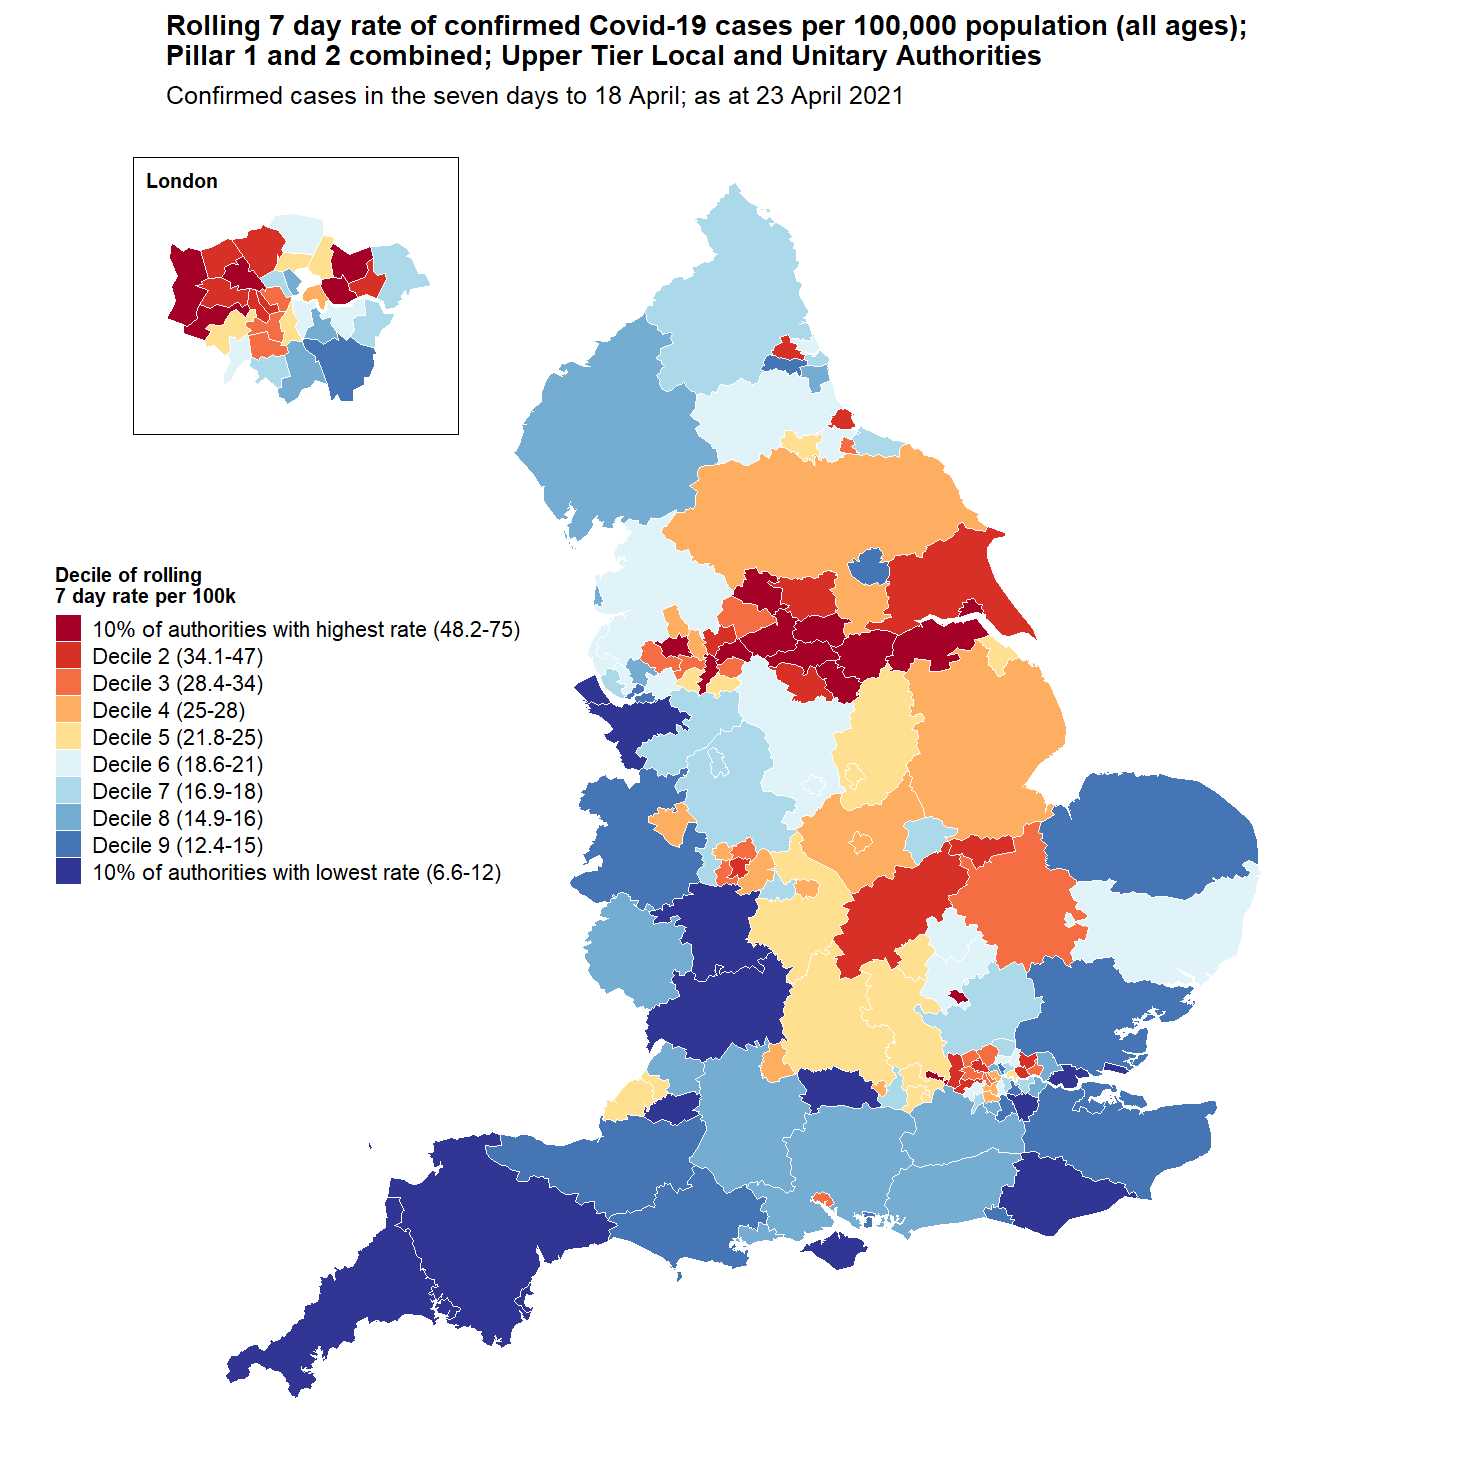 Rolling 7 day rate of confirmed Covid-19 cases per 100,000 population (all ages);
Pillar 1 and 2 combined; Upper Tier Local and Unitary Authorities
Confirmed cases in the seven days to 18 April; as at 23 April 2021
London
Decile of rolling
7 day rate per 100k
10% of authorities with highest rate (48.2-75)
Decile 2 (34.1-47)
Decile 3 (28.4-34)
Decile 4 (25-28)
Decile 5 (21.8-25)
Decile 6 (18.6-21)
Decile 7 (16.9-18)
Decile 8 (14.9-16)
Decile 9 (12.4-15)
10% of authorities with lowest rate (6.6-12)